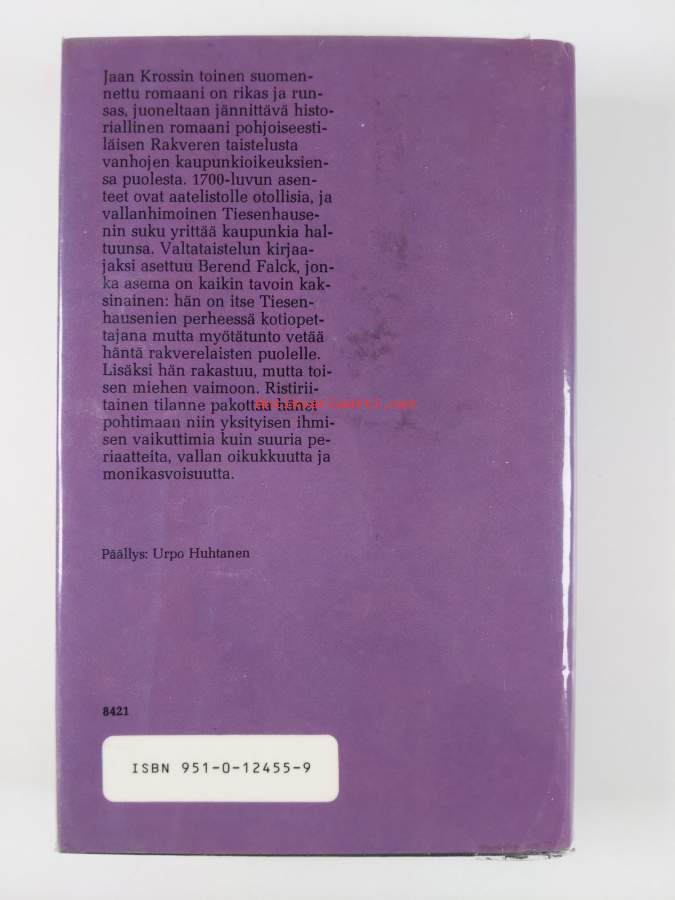 Jaan Krossin toinen suomen-
nettu romaani on rikas ja run-
sas, juoneltaan jännittävä histo-
riallinen romaani pohjoiseesti-
läisen Rakveren taistelusta
vanhojen kaupunkioikeuksien-
sa puolesta. 1700-luvun asen-
teet ovat aatelistolle otollisia, ja
vallanhimoinen Tiesenhause-
nin suku yrittää kaupunkia hal-
tuunsa. Valtataistelun kirjaa-
jaksi asettuu Berend Falck, jon-
ka asema on kaikin tavoin kak-
sinainen: hän on itse Tiesen-
hausenien perheessä kotiopet-
tajana mutta myötätunto vetää
häntä rakverelaisten puolelle.
Lisäksi hän rakastuu, mutta toi-
sen miehen vaimoon. Ristirii-
tainen tilanne pakottaa hänet
pohtimaan niin yksityisen ihmi-
sen vaikuttimia kuin suuria pe-
riaatteita, vallan oikukkuutta ja
monikasvoisuutta.
Päällys: Urpo Huhtanen
8421
ISBN 951-0-12455-9